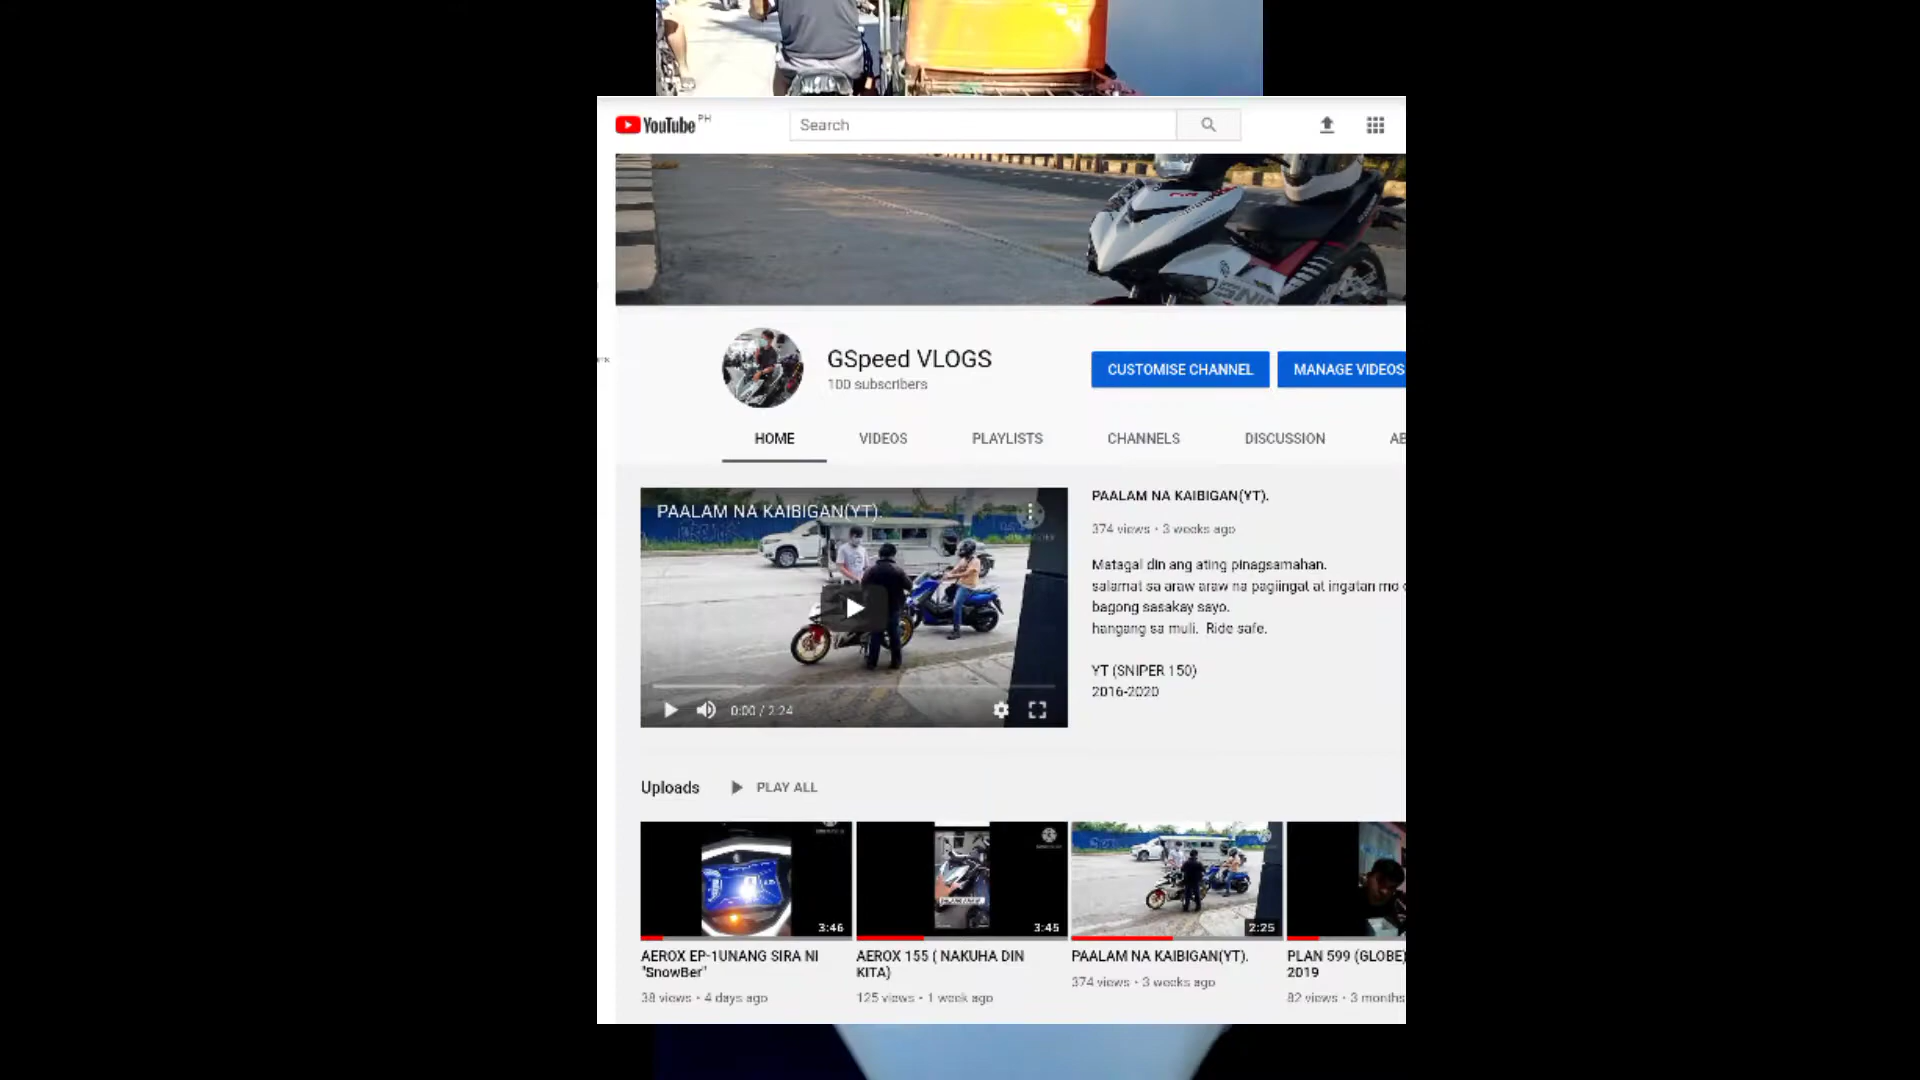 YouTube PH
Search
GSpeed VLOGS
100 subscribers
CUSTOMISE CHANNEL
MANAGE VIDEOS
HOME
VIDEOS
PLAYLISTS
CHANNELS
DISCUSSION
AB
PAALAM NA KAIBIGAN(YT).
0:00 / 2:24
PAALAM NA KAIBIGAN(YT).
374 views • 3 weeks ago
Matagal din ang ating pinagsamahan.
salamat sa araw araw na pagiingat at ingatan mo
bagong sasakay sayo.
hangang sa muli. Ride safe.
YT (SNIPER 150)
2016-2020
Uploads
PLAY ALL
3:46
AEROX EP-1UNANG SIRA NI
"SnowBer"
38 views • 4 days ago
3:45
AEROX 155 ( NAKUHA DIN
KITA)
125 views • 1 week ago
2:25
PAALAM NA KAIBIGAN(YT).
374 views • 3 weeks ago
PLAN 599 (GLOBE)
2019
82 views • 3 months